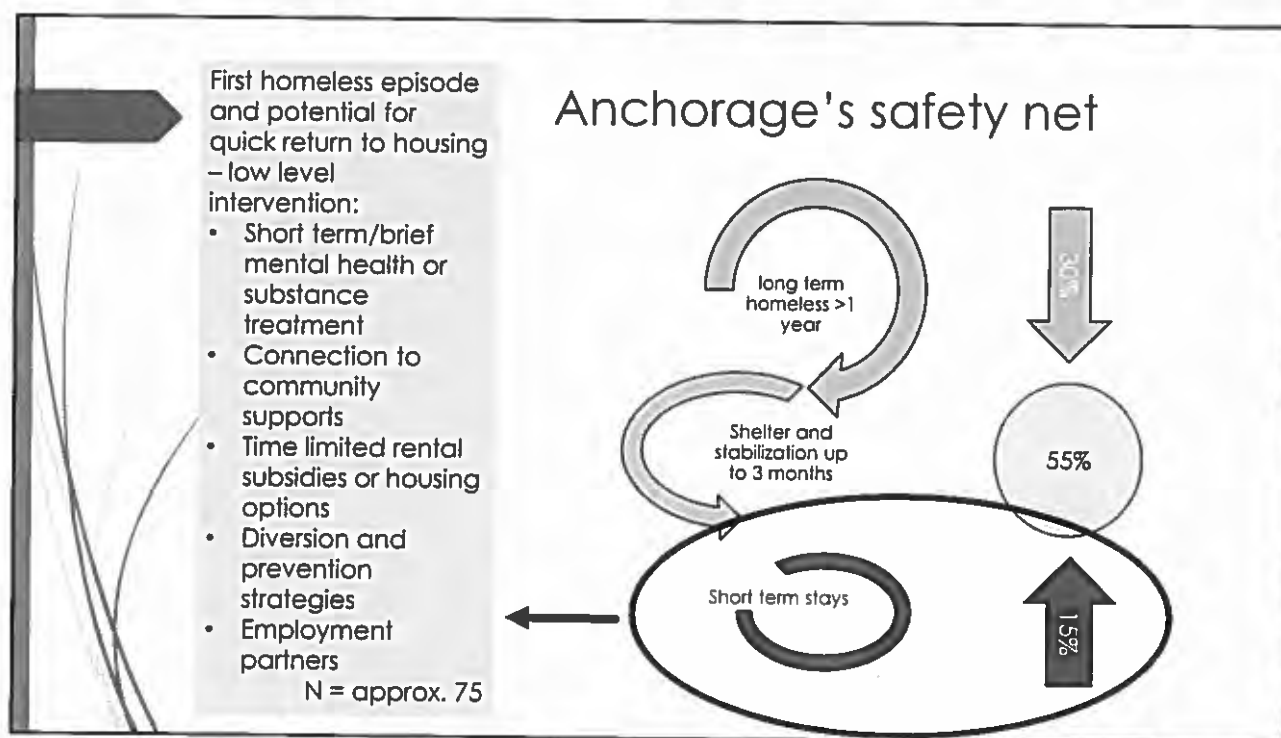 First homeless episode
and potential for
quick return to housing
– low level
intervention:
• Short term/brief
mental health or
substance
treatment
• Connection to
community
supports
• Time limited rental
subsidies or housing
options
• Diversion and
prevention
strategies
• Employment
partners
N = approx. 75
Anchorage's safety net
long term
homeless >1
year
30%
Shelter and
stabilization up
to 3 months
55%
Short term stays
15%